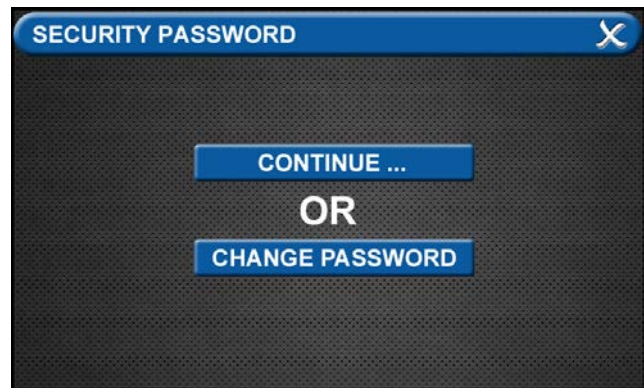 SECURITY PASSWORD
CONTINUE ...
OR
CHANGE PASSWORD